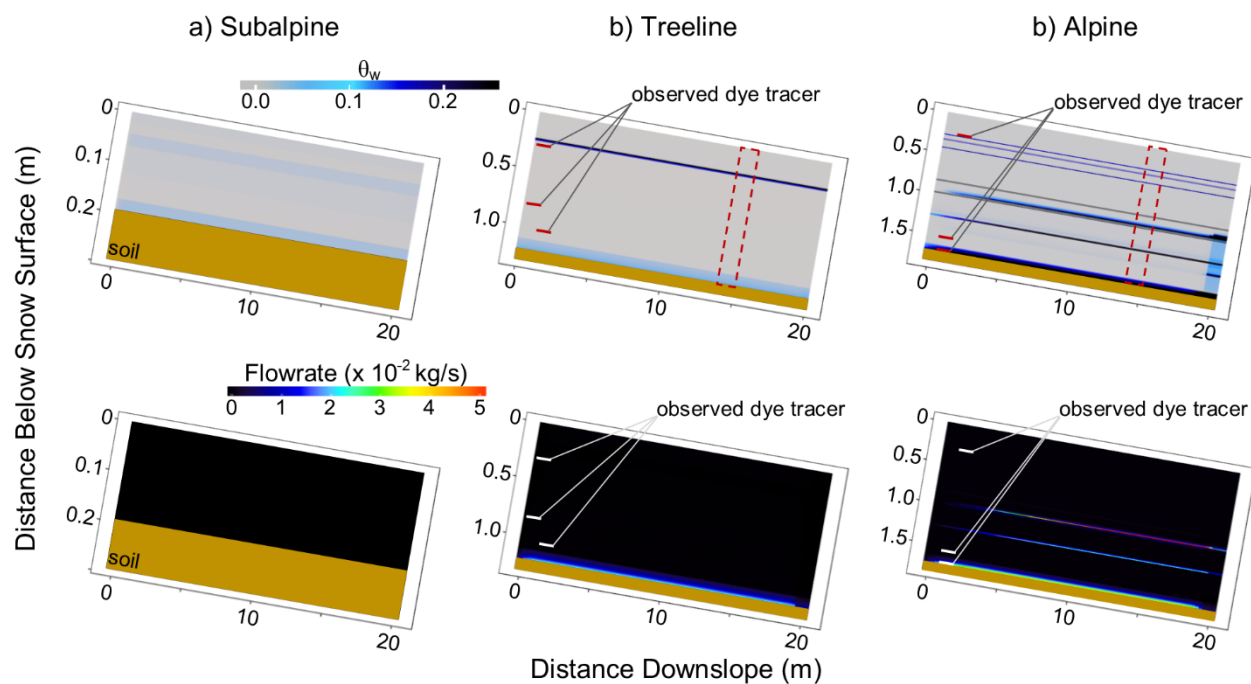 a) Subalpine
b) Treeline
b) Alpine
θw
0.0 0.1 0.2
observed dye tracer
observed dye tracer
0
0.1
0.2
soil
0
10
20
0
0.5
1.0
0
10
20
0
0.5
1.0
1.5
0
10
20
Distance Below Snow Surface (m)
Flowrate (x 10-2 kg/s)
0 1 2 3 4 5
observed dye tracer
observed dye tracer
0
0.1
0.2
soil
0
10
20
0
0.5
1.0
0
10
20
0
0.5
1.0
1.5
0
10
20
Distance Downslope (m)